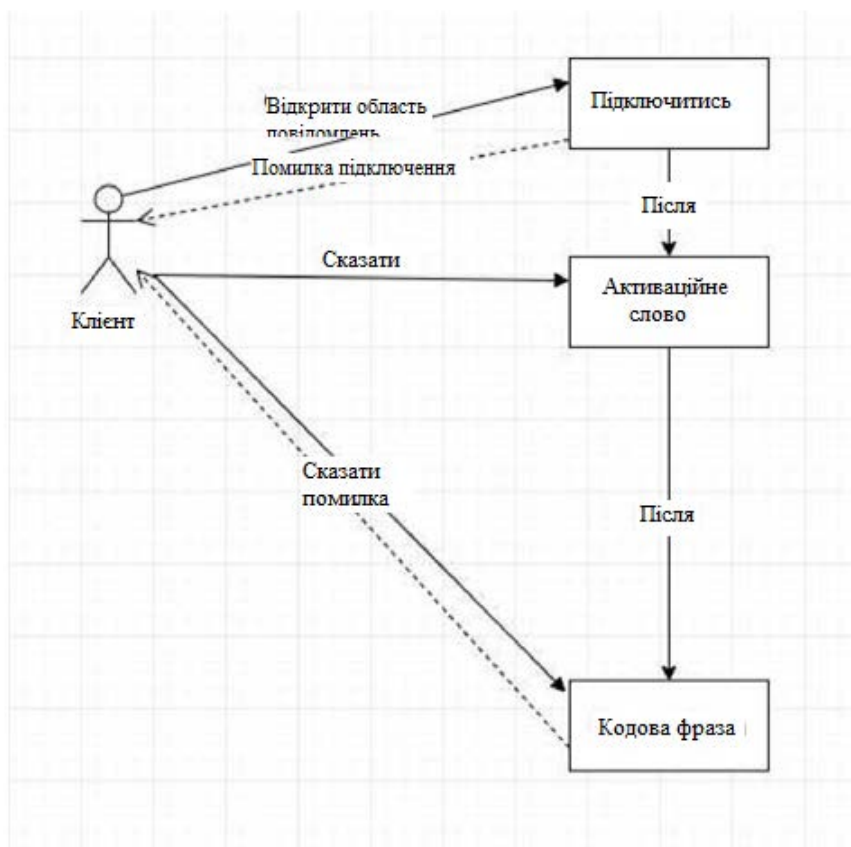 Відкрити область
повідомлень
Підключитись
Помилка підключення
Після
Сказати
Активаційне
слово
Клієнт
Сказати
помилка
Після
Кодова фраза